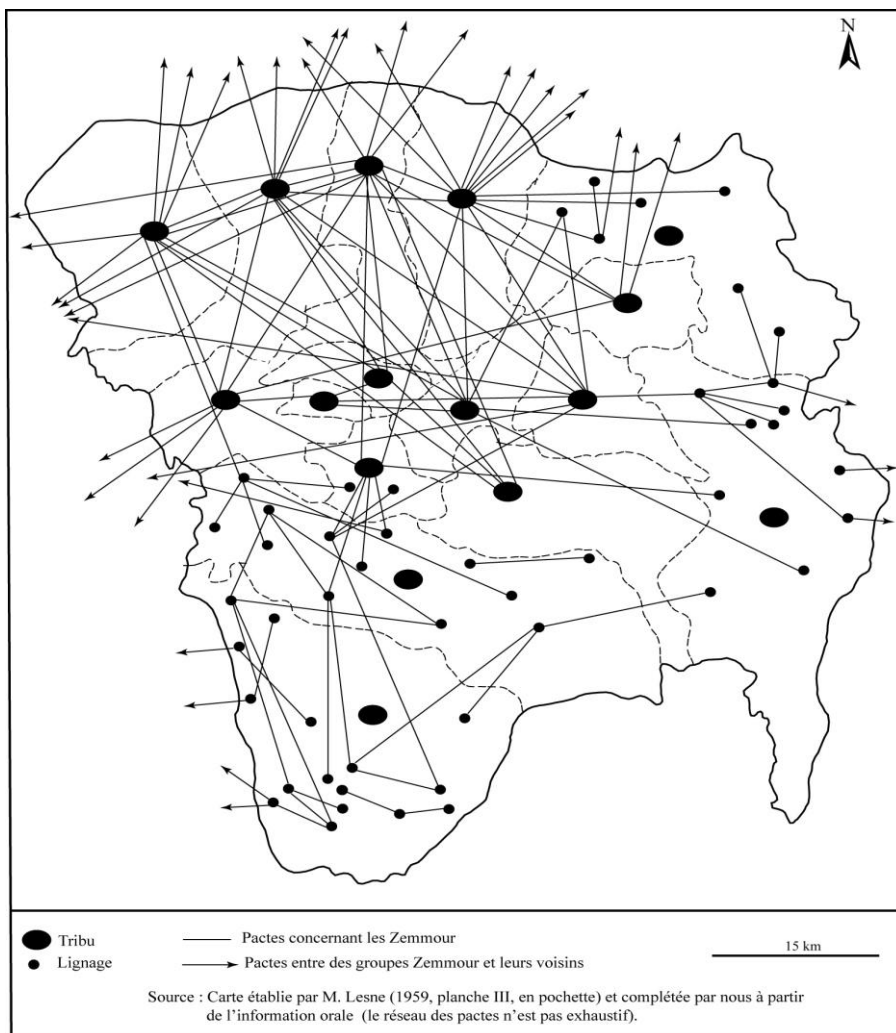 N
Tribu
Pactes concernant les Zemmour
15 km
Lignage
Pactes entre des groupes Zemmour et leurs voisins
Source : Carte établie par M. Lesne (1959, planche III, en pochette) et complétée par nous à partir
de l'information orale (le réseau des pactes n'est pas exhaustif).